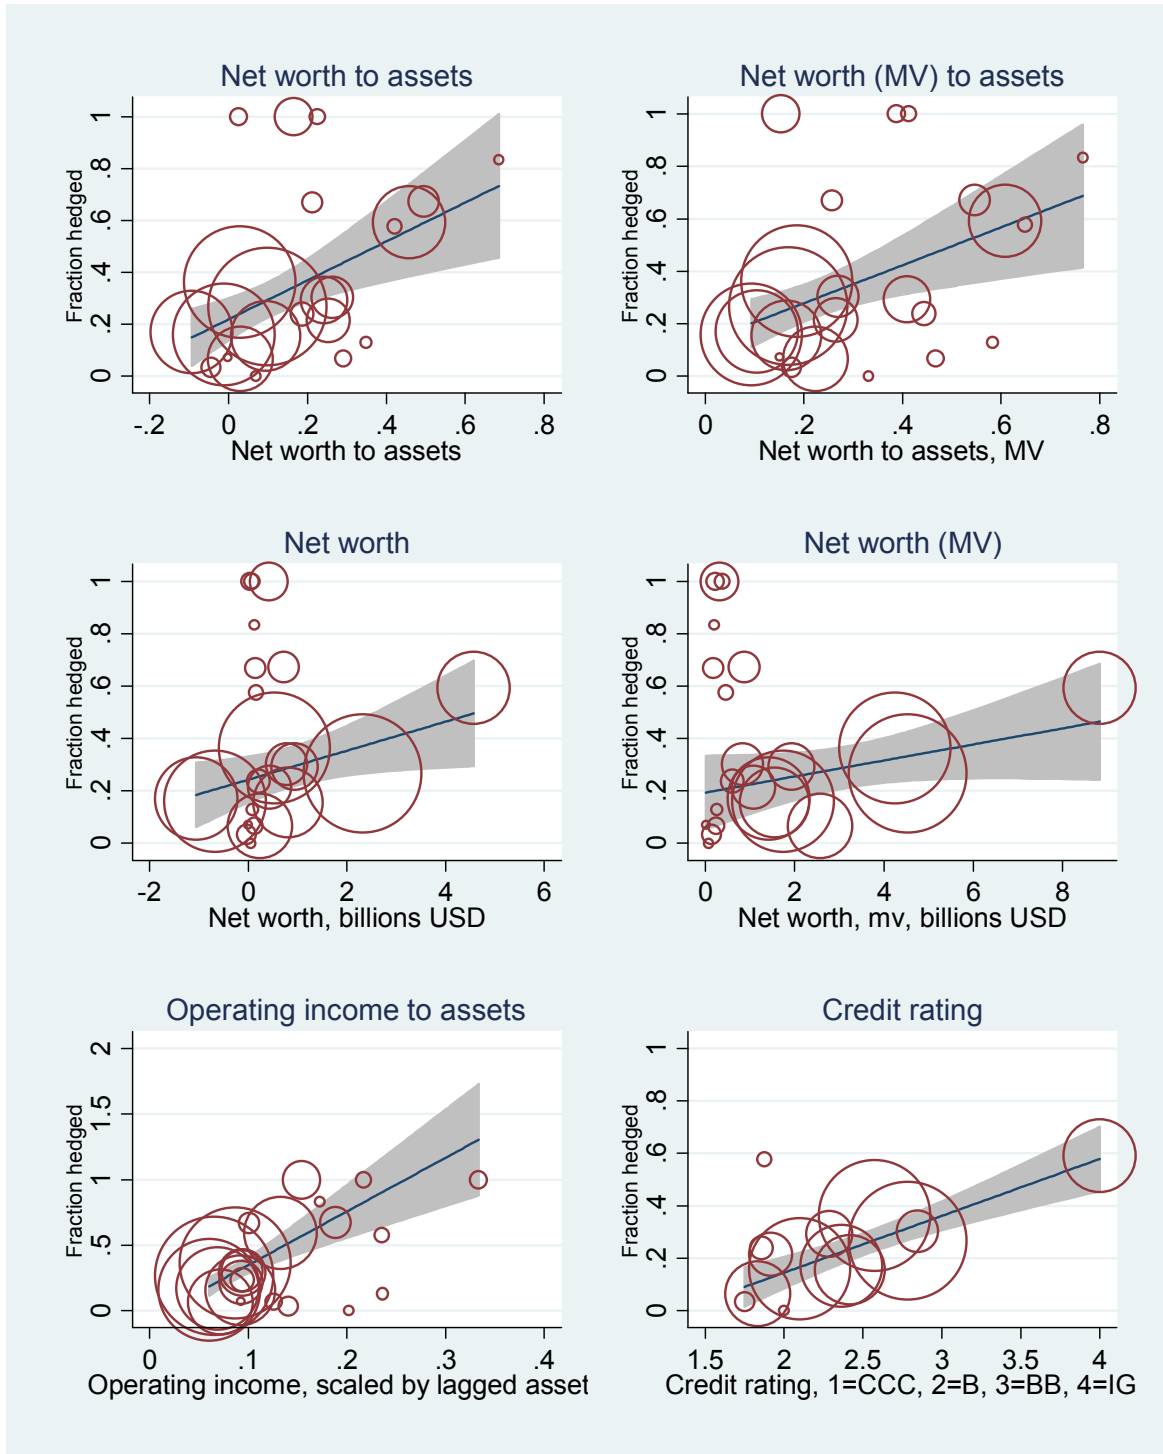 Net worth to assets
Fraction hedged
0 .2 .4 .6 .8 1
-.2 0 .2 .4 .6 .8
Net worth to assets
Net worth (MV) to assets
Fraction hedged
0 .2 .4 .6 .8 1
0 .2 .4 .6 .8
Net worth to assets, MV
Net worth
Fraction hedged
0 .2 .4 .6 .8 1
-2 0 2 4 6
Net worth, billions USD
Net worth (MV)
Fraction hedged
0 .2 .4 .6 .8 1
0 2 4 6 8
Net worth, mv, billions USD
Operating income to assets
Fraction hedged
0 .5 1 1.5 2
0 .1 .2 .3 .4
Operating income, scaled by lagged asset
Credit rating
Fraction hedged
0 .2 .4 .6 .8 1
1.5 2 2.5 3 3.5 4
Credit rating, 1=CCC, 2=B, 3=BB, 4=IG